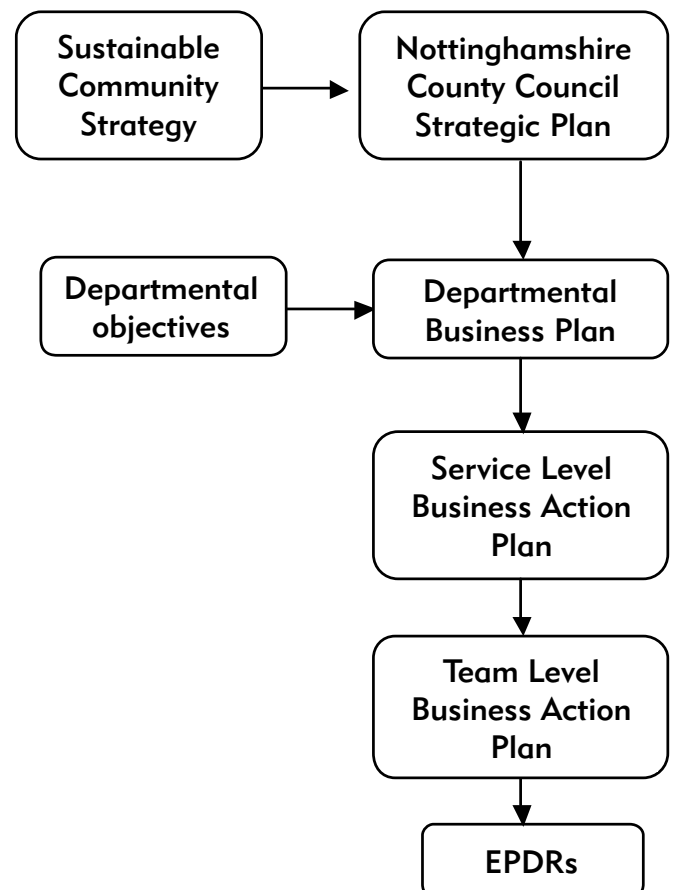 Sustainable
Community
Strategy
Nottinghamshire
County Council
Strategic Plan
Departmental
objectives
Departmental
Business Plan
Service Level
Business Action
Plan
Team Level
Business Action
Plan
EPDRs